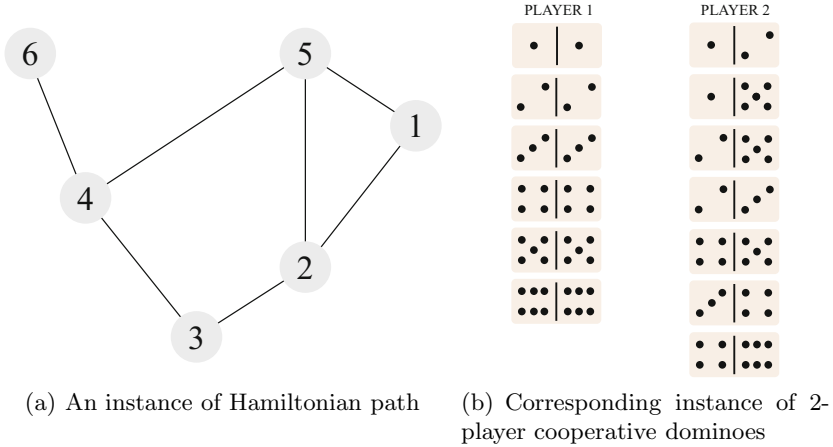 PLAYER 1
PLAYER 2
6
5
1
4
2
3
(a) An instance of Hamiltonian path
(b) Corresponding instance of 2-
player cooperative dominoes